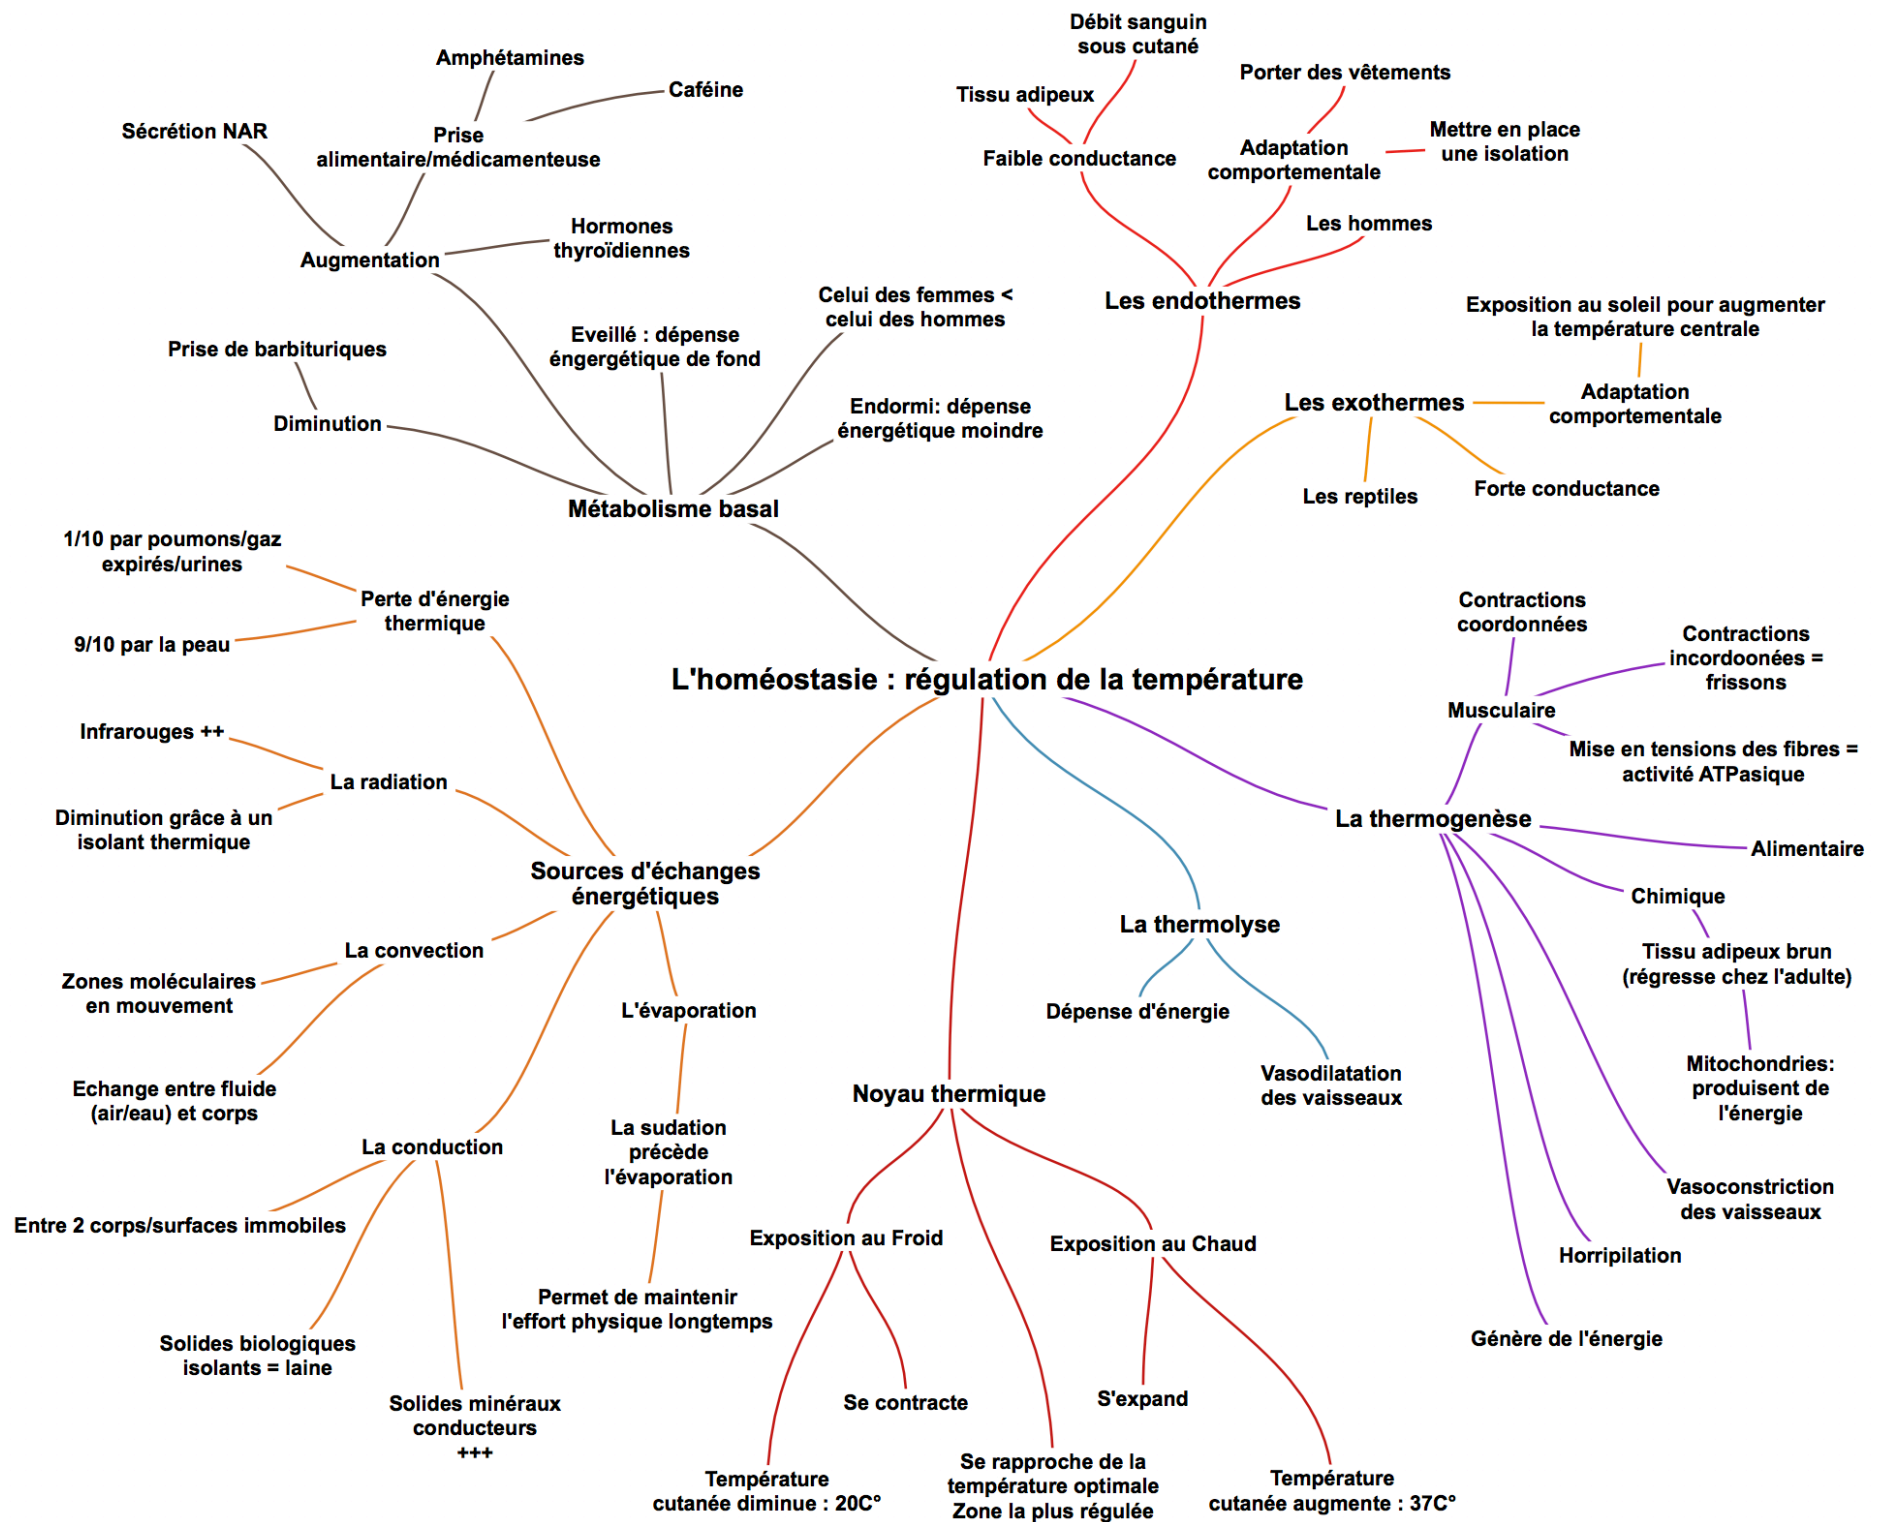 L'homéostasie : régulation de la température
Métabolisme basal
Augmentation
Sécrétion NAR
Prise
alimentaire/médicamenteuse
Amphétamines
Caféine
Hormones
thyroïdiennes
Diminution
Prise de barbituriques
Eveillé : dépense
éngergétique de fond
Celui des femmes <
celui des hommes
Endormi: dépense
énergétique moindre
Les endothermes
Faible conductance
Tissu adipeux
Débit sanguin
sous cutané
Adaptation
comportementale
Porter des vêtements
Mettre en place
une isolation
Les hommes
Les exothermes
Adaptation
comportementale
Exposition au soleil pour augmenter
la température centrale
Les reptiles
Forte conductance
La thermogenèse
Musculaire
Contractions
coordonnées
Contractions
incordoonées =
frissons
Mise en tensions des fibres =
activité ATPasique
Alimentaire
Chimique
Tissu adipeux brun
(régresse chez l'adulte)
Mitochondries:
produisent de
l'énergie
Vasoconstriction
des vaisseaux
Horripilation
Génère de l'énergie
La thermolyse
Dépense d'énergie
Vasodilatation
des vaisseaux
Noyau thermique
Exposition au Froid
Température
cutanée diminue : 20C°
Se contracte
Se rapproche de la
température optimale
Zone la plus régulée
Exposition au Chaud
S'expand
Température
cutanée augmente : 37C°
Sources d'échanges
énergétiques
Perte d'énergie
thermique
1/10 par poumons/gaz
expirés/urines
9/10 par la peau
La radiation
Infrarouges ++
Diminution grâce à un
isolant thermique
La convection
Zones moléculaires
en mouvement
Echange entre fluide
(air/eau) et corps
La conduction
Entre 2 corps/surfaces immobiles
Solides biologiques
isolants = laine
Solides minéraux
conducteurs
+++
L'évaporation
La sudation
précède
l'évaporation
Permet de maintenir
l'effort physique longtemps